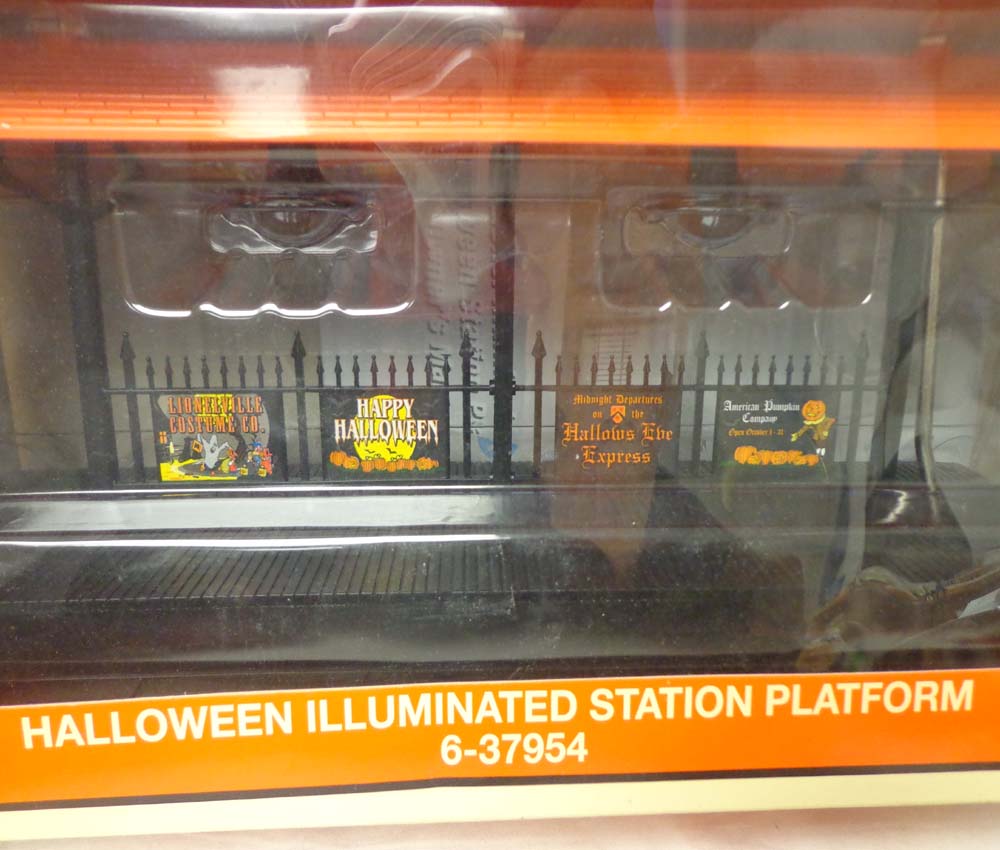 LIONELVILLE
COSTUME CO.
HAPPY
HALLOWEEN
Midnight Departures
on the
Hallows Eve
Express
American Pumpkin
Company
Open October 1 - 31
HALLOWEEN ILLUMINATED STATION PLATFORM
6-37954